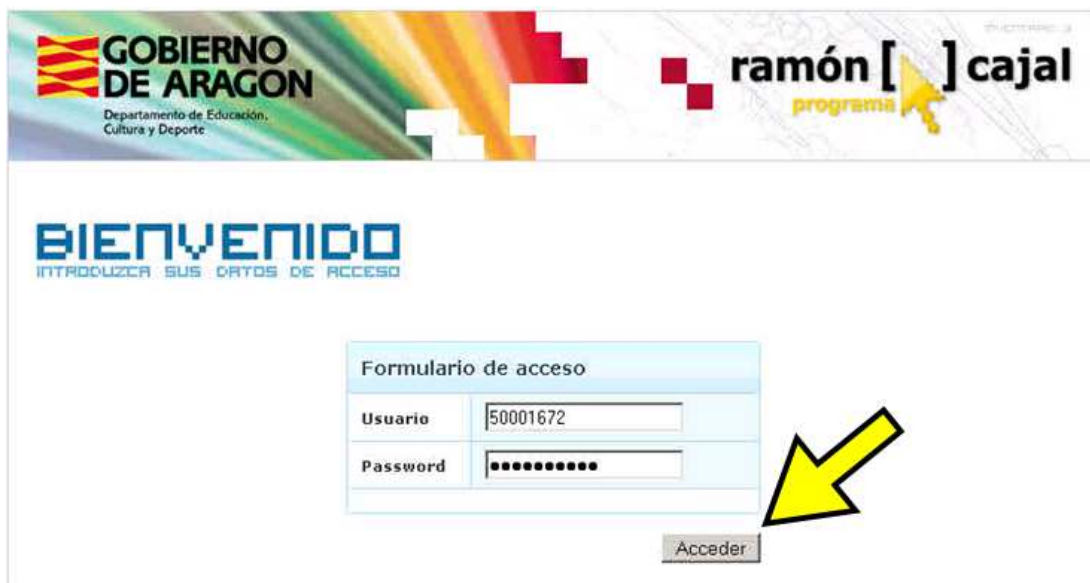 GOBIERNO
DE ARAGON
Departamento de Educación,
Cultura y Deporte
ramón [ ] cajal
programa
BIENVENIDO
INTRODUZCA SUS DATOS DE ACCESO
Formulario de acceso
Usuario 50001672
Password ●●●●●●●●●●
Acceder